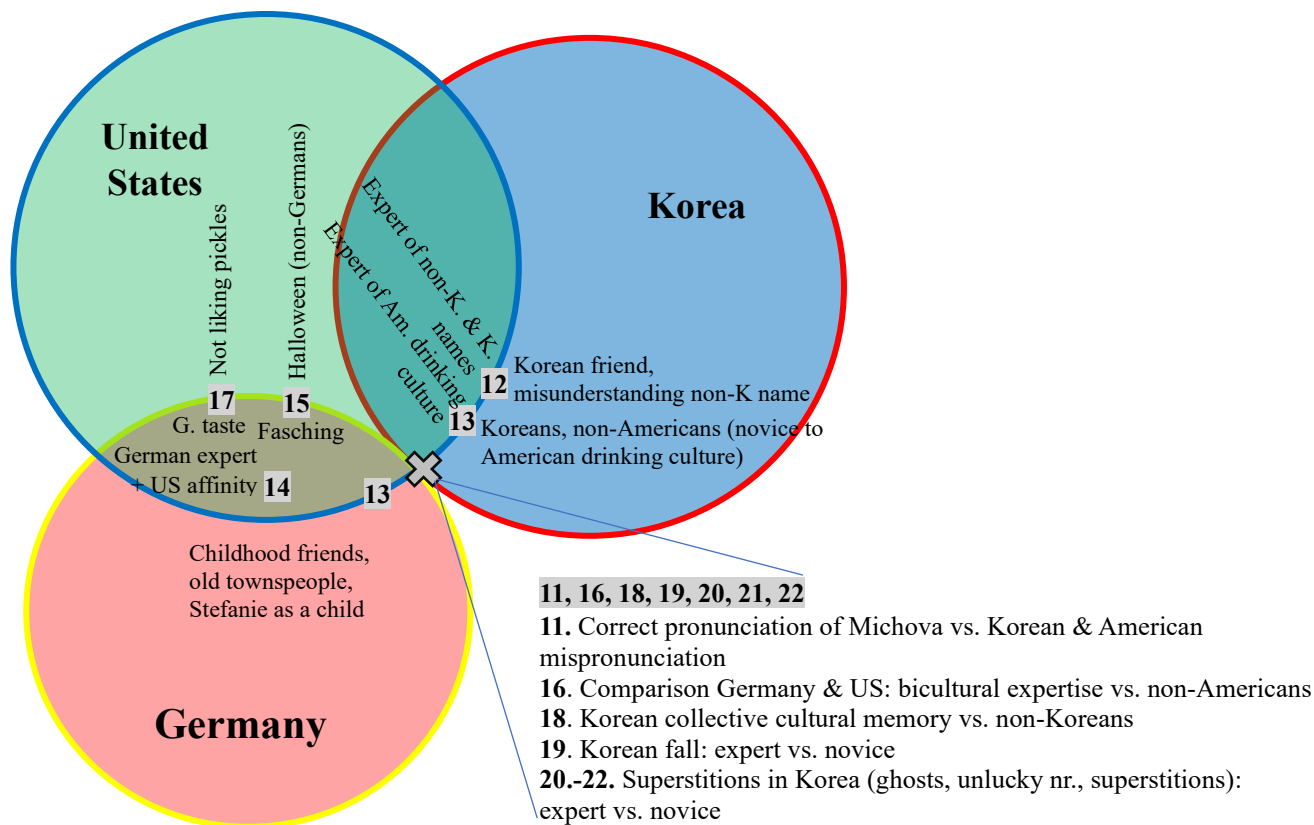 United
States
Korea
Not liking pickles
Halloween (non-Germans)
Expert of non-K. & K.
names
Expert of Am. drinking
culture
12
Korean friend,
misunderstanding non-K name
13
Koreans, non-Americans (novice to
American drinking culture)
17
15
G. taste
Fasching
German expert
+ US affinity
14
13
Childhood friends,
old townspeople,
Stefanie as a child
Germany
11, 16, 18, 19, 20, 21, 22
11. Correct pronunciation of Michova vs. Korean & American
mispronunciation
16. Comparison Germany & US: bicultural expertise vs. non-Americans
18. Korean collective cultural memory vs. non-Koreans
19. Korean fall: expert vs. novice
20.-22. Superstitions in Korea (ghosts, unlucky nr., superstitions):
expert vs. novice